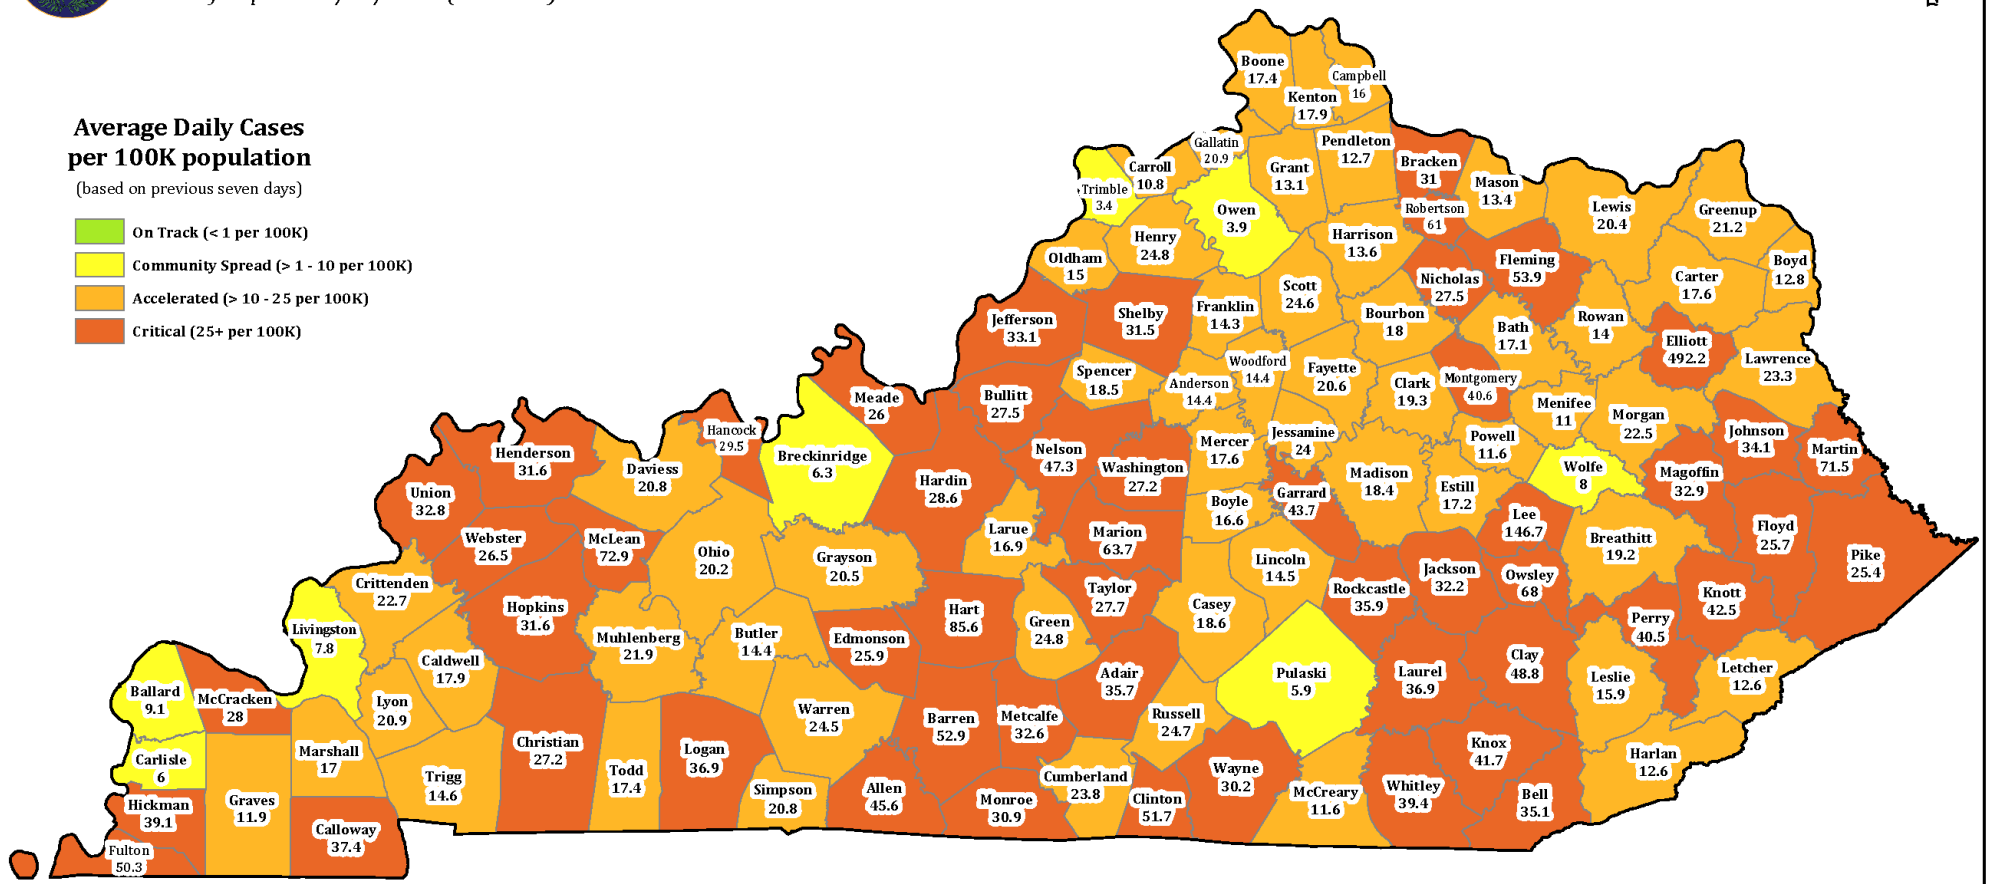 Average Daily Cases
per 100K population
(based on previous seven days)
On Track (< 1 per 100K)
Community Spread (> 1 - 10 per 100K)
Accelerated (> 10 - 25 per 100K)
Critical (25+ per 100K)
Boone
17.4
Campbell
16
Kenton
17.9
Gallatin
20.9
Pendleton
12.7
Carroll
10.8
Grant
13.1
Bracken
31
Mason
13.4
Trimble
3.4
Owen
3.9
Robertson
61
Lewis
20.4
Greenup
21.2
Henry
24.8
Harrison
13.6
Oldham
15
Fleming
53.9
Boyd
12.8
Nicholas
27.5
Carter
17.6
Scott
24.6
Jefferson
33.1
Shelby
31.5
Franklin
14.3
Bourbon
18
Bath
17.1
Rowan
14
Elliott
492.2
Lawrence
23.3
Woodford
14.4
Fayette
20.6
Spencer
18.5
Anderson
14.4
Clark
19.3
Montgomery
40.6
Meade
26
Bullitt
27.5
Menifee
11
Morgan
22.5
Hancock
29.5
Jessamine
24
Powell
11.6
Johnson
34.1
Martin
71.5
Henderson
31.6
Daviess
20.8
Breckinridge
6.3
Nelson
47.3
Mercer
17.6
Washington
27.2
Wolfe
8
Magoffin
32.9
Union
32.8
Hardin
28.6
Madison
18.4
Estill
17.2
Garrard
43.7
Boyle
16.6
Lee
146.7
Webster
26.5
McLean
72.9
Ohio
20.2
Grayson
20.5
Larue
16.9
Marion
63.7
Breathitt
19.2
Floyd
25.7
Pike
25.4
Lincoln
14.5
Crittenden
22.7
Taylor
27.7
Rockcastle
35.9
Jackson
32.2
Owsley
68
Knott
42.5
Hopkins
31.6
Hart
85.6
Green
24.8
Casey
18.6
Perry
40.5
Livingston
7.8
Muhlenberg
21.9
Butler
14.4
Edmonson
25.9
Caldwell
17.9
Adair
35.7
Pulaski
5.9
Laurel
36.9
Clay
48.8
Leslie
15.9
Letcher
12.6
Ballard
9.1
McCracken
28
Lyon
20.9
Warren
24.5
Barren
52.9
Metcalfe
32.6
Russell
24.7
Carlisle
6
Marshall
17
Christian
27.2
Logan
36.9
Knox
41.7
Harlan
12.6
Trigg
14.6
Todd
17.4
Simpson
20.8
Allen
45.6
Monroe
30.9
Cumberland
23.8
Clinton
51.7
Wayne
30.2
McCreary
11.6
Whitley
39.4
Bell
35.1
Hickman
39.1
Graves
11.9
Calloway
37.4
Fulton
50.3